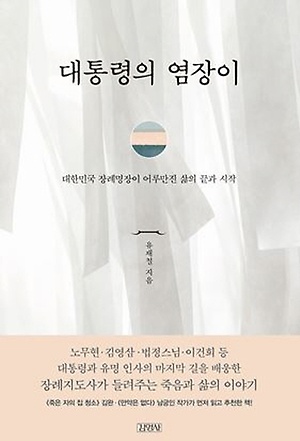 대통령의 염장이
대한민국 장례명장이 어루만진 삶의 끝과 시작
유재철 지음
노무현·김영삼·법정스님·이건희 등
대통령과 유명 인사의 마지막 길을 배웅한
장례지도사가 들려주는 죽음과 삶의 이야기
《죽은 자의 집 청소》 김완·《만약은 없다》 남궁인 작가가 먼저 읽고 추천한 책!
김영사